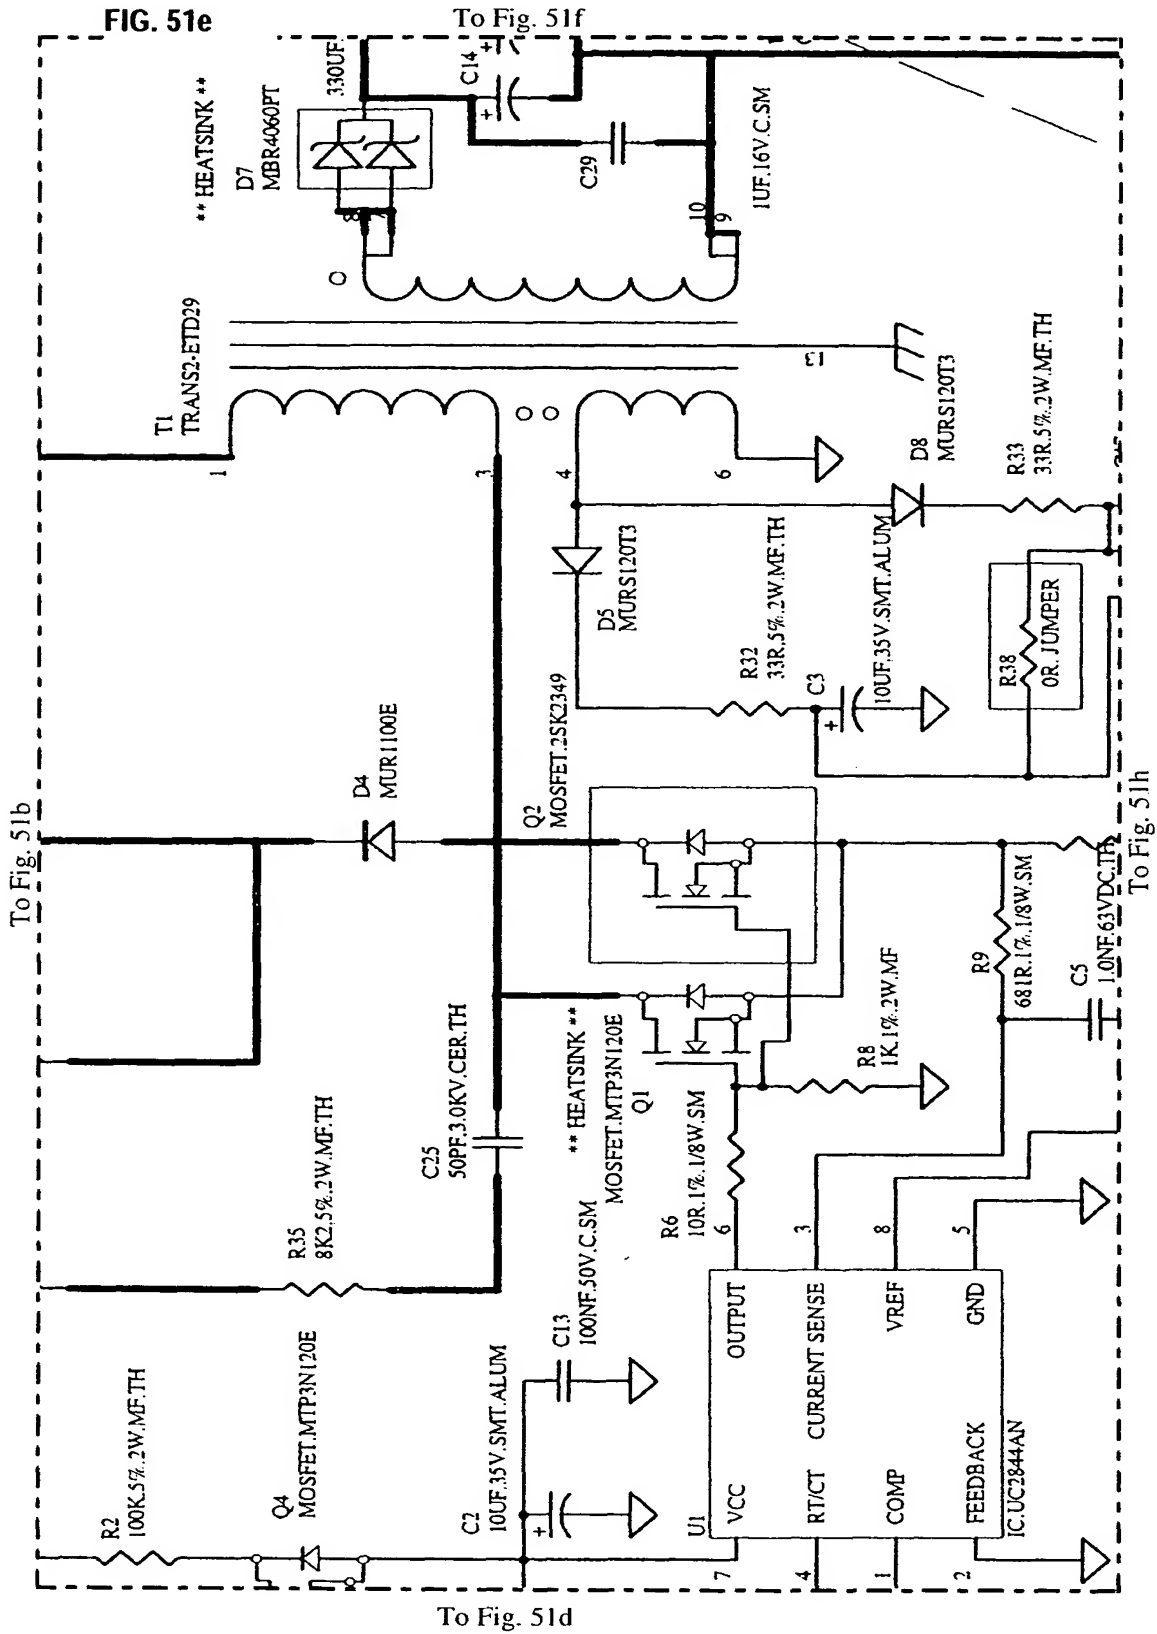 FIG. 51e
To Fig. 51f
** HEATSINK **
D7
MBR4060PT
330UF.
C14
C29
1UF.16V.C.SM
8
7
10
9
T1
TRANS2-ETD29
E1
1
3
4
6
D8
MURS120T3
R33
33R.5%.2W.MF.TH
D5
MURS120T3
R32
33R.5%.2W.MF.TH
C3
10UF.35V.SMT.ALUM
R38
0R. JUMPER
To Fig. 51b
D4
MUR1100E
Q2
MOSFET.2SK2349
To Fig. 51h
R9
681R.1%.1/8W.SM
C5
1.0NF.63VDC.TH
R8
1K.1%.2W.MF
C25
50PF.3.0KV.CER.TH
** HEATSINK **
MOSFET.MTP3N120E
Q1
R6
10R.1%.1/8W.SM
R35
8K2.5%.2W.MF.TH
C13
100NF.50V.C.SM
6
3
8
5
OUTPUT
CURRENT SENSE
VREF
GND
R2
100K.5%.2W.MF.TH
Q4
MOSFET.MTP3N120E
C2
10UF.35V.SMT.ALUM
U1
VCC
RT/CT
COMP
FEEDBACK
IC.UC2844AN
7
4
1
2
To Fig. 51d